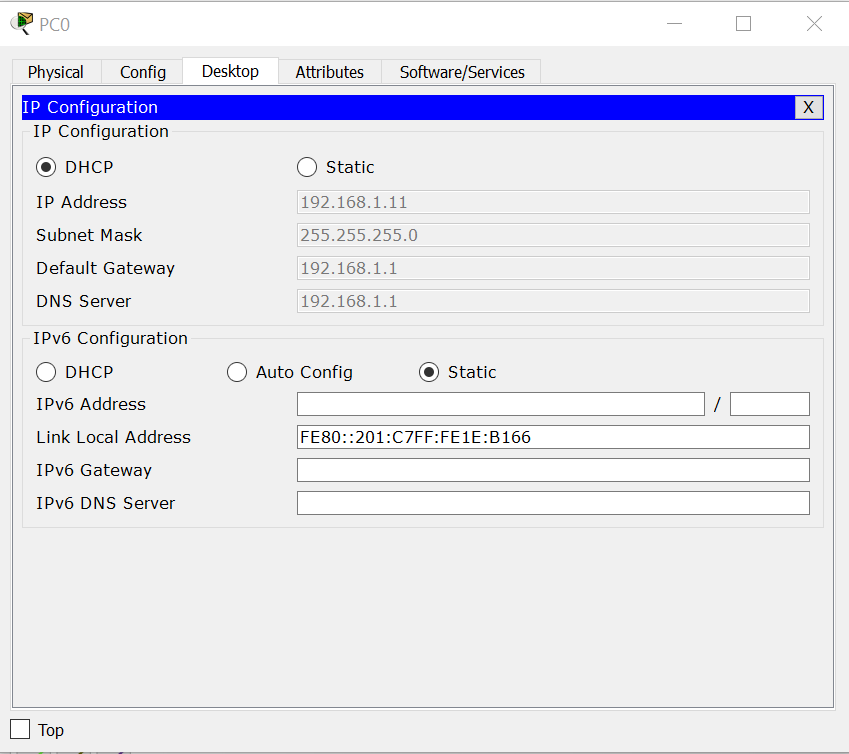 PC0
Physical Config Desktop Attributes Software/Services
IP Configuration X
IP Configuration
DHCP Static
IP Address 192.168.1.11
Subnet Mask 255.255.255.0
Default Gateway 192.168.1.1
DNS Server 192.168.1.1
IPv6 Configuration
DHCP Auto Config Static
IPv6 Address /
Link Local Address FE80::201:C7FF:FE1E:B166
IPv6 Gateway
IPv6 DNS Server
Top